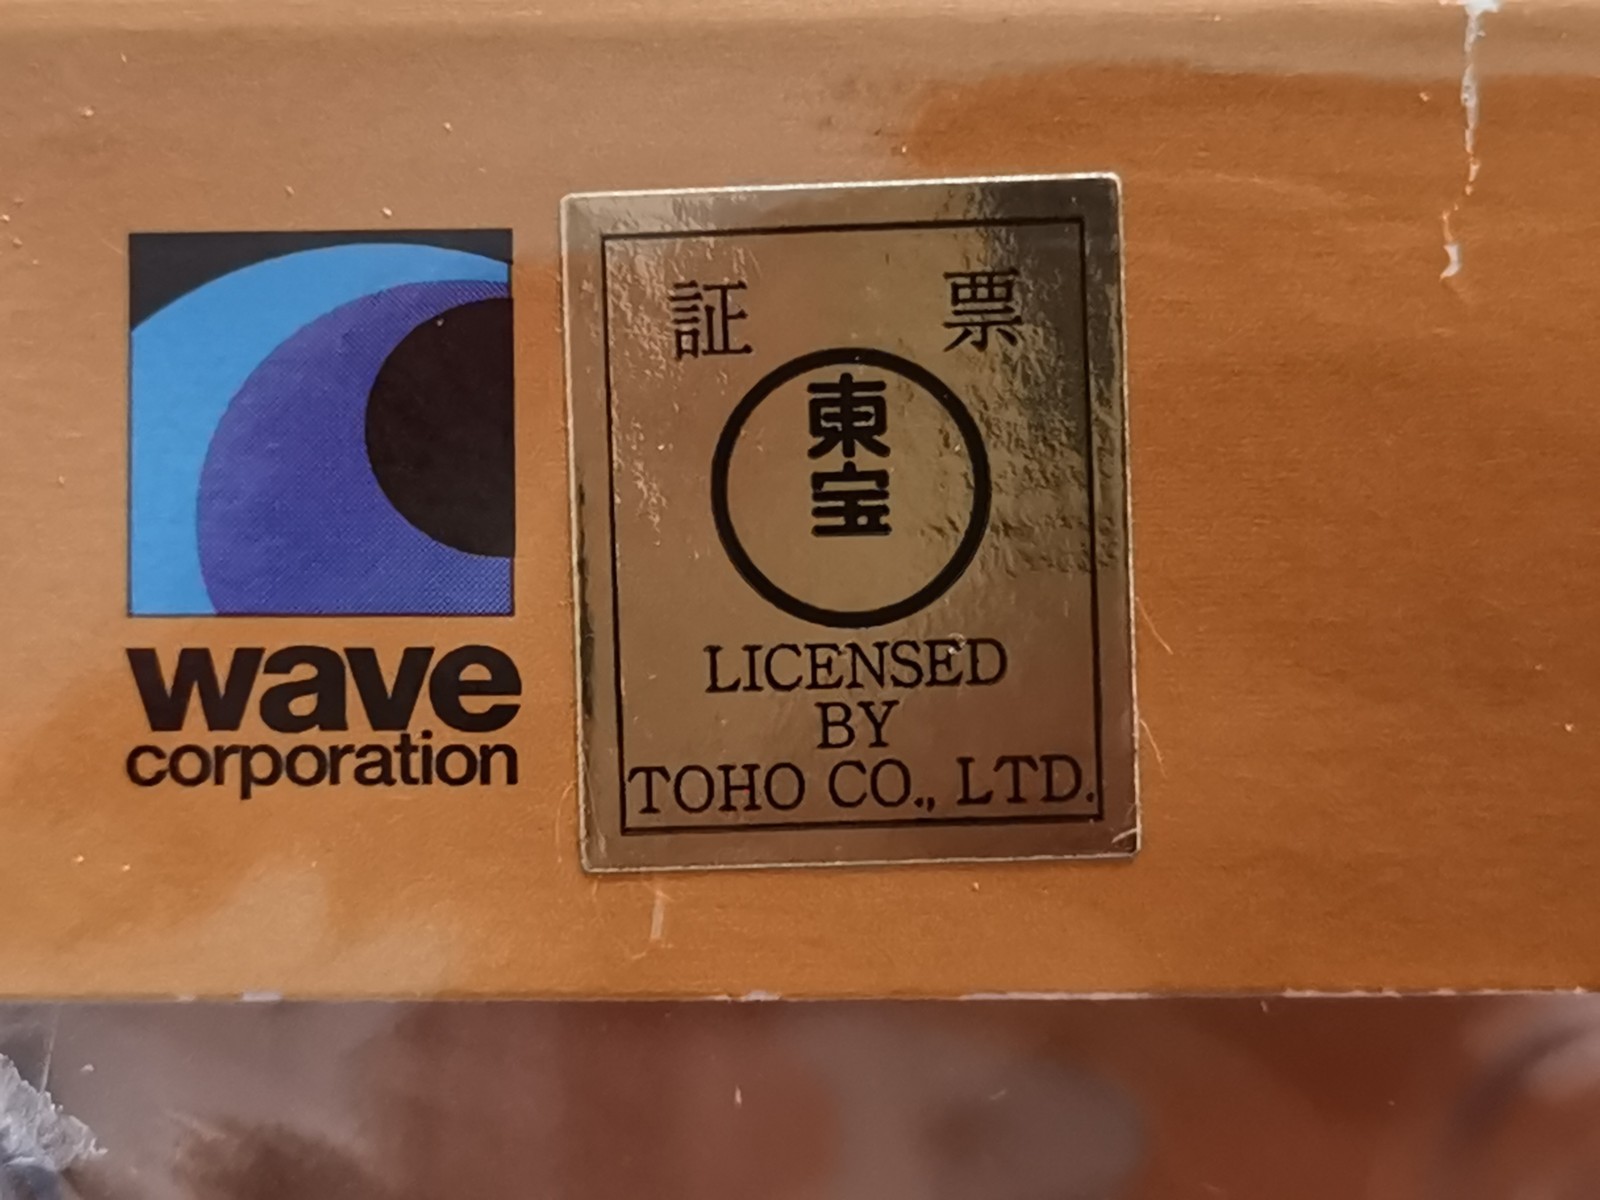 wave
corporation
証 票
東
宝
LICENSED
BY
TOHO CO., LTD.